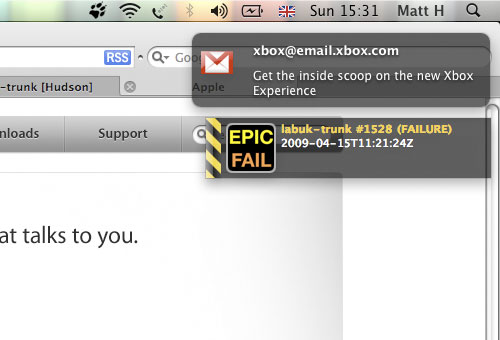 Sun 15:31 Matt H
RSS
Goo
xbox@email.xbox.com
Get the inside scoop on the new Xbox
Experience
-trunk [Hudson]
Apple
nloads
Support
EPIC
FAIL
labuk-trunk #1528 (FAILURE)
2009-04-15T11:21:24Z
at talks to you.